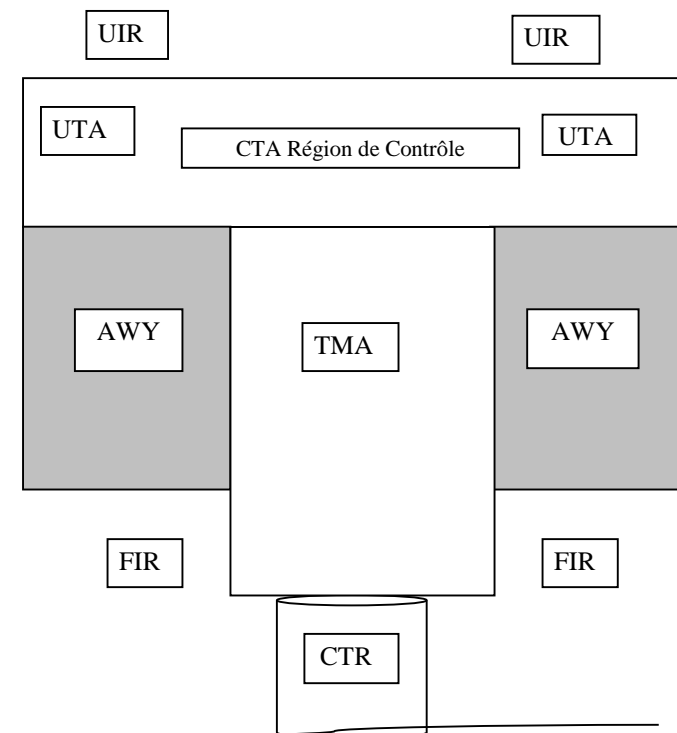 UIR
UIR
UTA
CTA Région de Contrôle
UTA
AWY
TMA
AWY
FIR
FIR
CTR